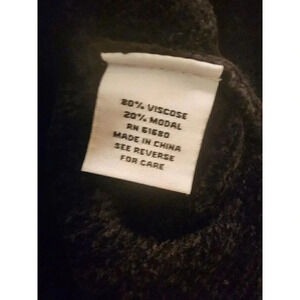 80% VISCOSE
20% MODAL
RN 61680
MADE IN CHINA
SEE REVERSE
FOR CARE